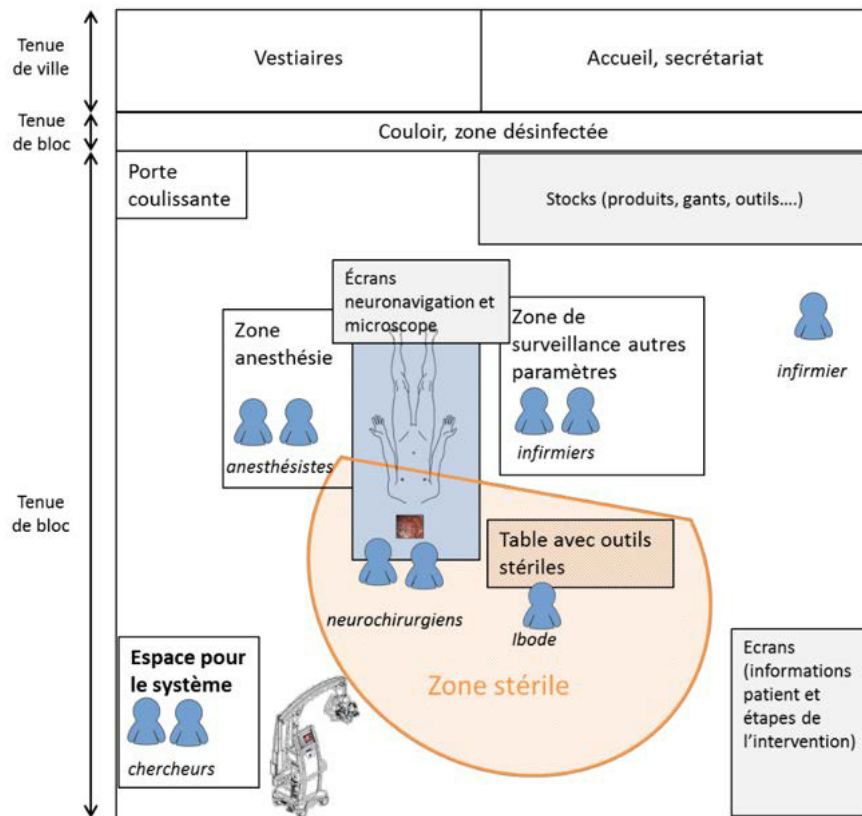 Tenue
de ville
Vestiaires
Accueil, secrétariat
Tenue
de bloc
Couloir, zone désinfectée
Porte
coulissante
Stocks (produits, gants, outils....)
Écrans
neuronavigation et
microscope
Zone
anesthésie
Zone de
surveillance autres
paramètres
infirmier
anesthésistes
infirmiers
Tenue
de bloc
Table avec outils
stériles
neurochirurgiens
Ibode
Zone stérile
Espace pour
le système
chercheurs
Ecrans
(informations
patient et
étapes de
l'intervention)